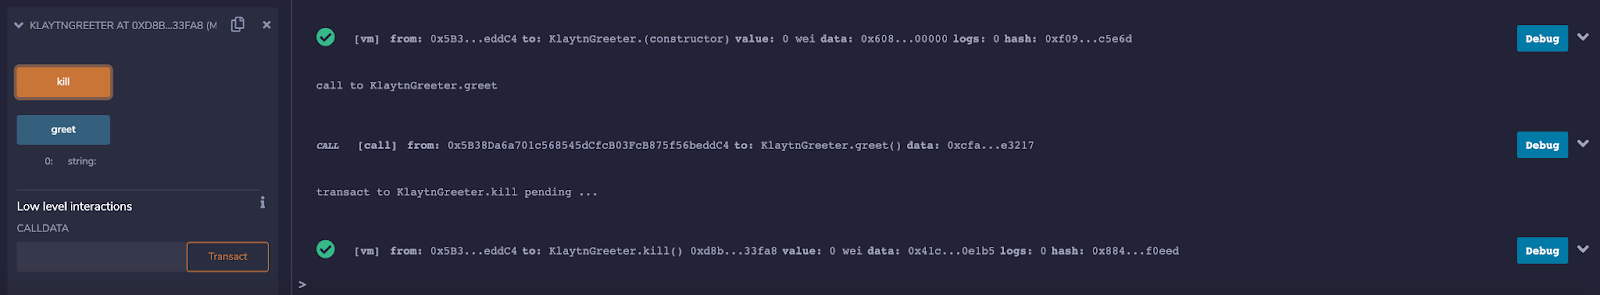 KLAYTNGREETER AT 0XD8B...33FA8 (M
kill
greet
0: string:
Low level interactions
i
CALLDATA
Transact
[vm] from: 0x5B3...eddC4 to: KlaytnGreeter.(constructor) value: 0 wei data: 0x608...00000 logs: 0 hash: 0xf09...c5e6d
Debug
call to KlaytnGreeter.greet
CALL [call] from: 0x5B38Da6a701c568545dCfcB03FcB875f56beddC4 to: KlaytnGreeter.greet() data: 0xcfa...e3217
Debug
transact to KlaytnGreeter.kill pending ...
[vm] from: 0x5B3...eddC4 to: KlaytnGreeter.kill() 0xd8b...33fa8 value: 0 wei data: 0x41c...0e1b5 logs: 0 hash: 0x884...f0eed
Debug
>